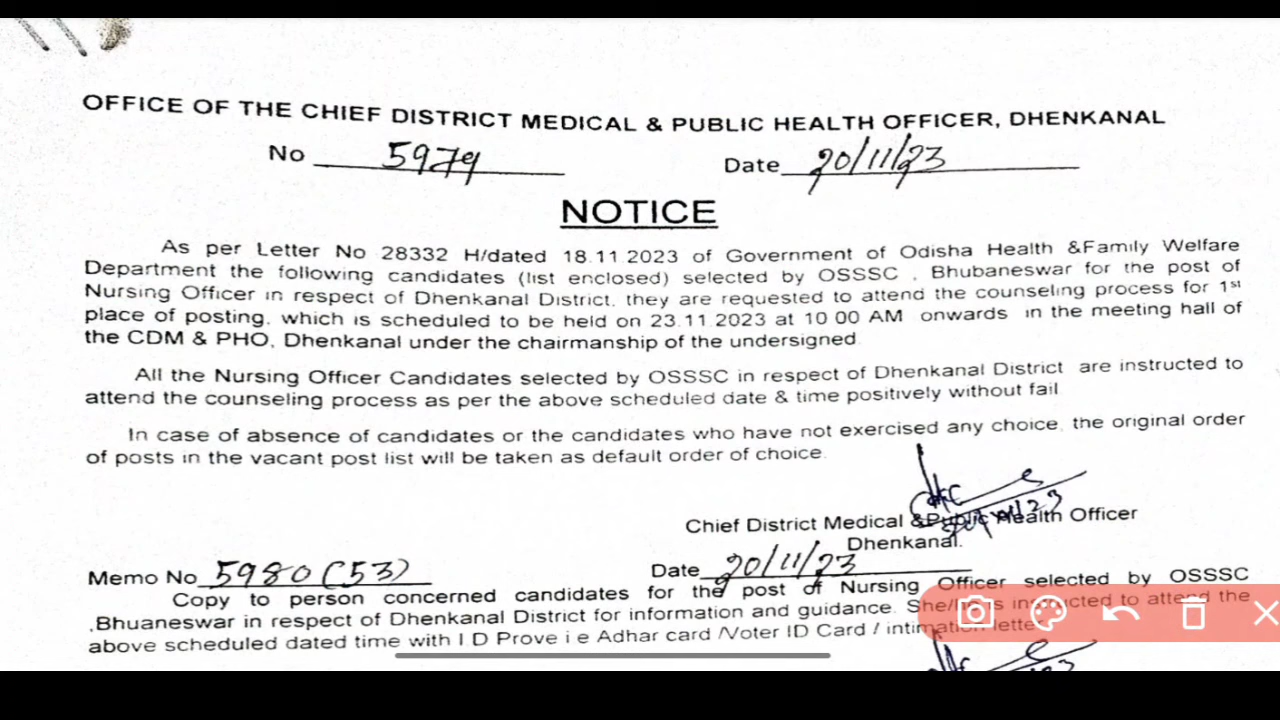 OFFICE OF THE CHIEF DISTRICT MEDICAL & PUBLIC HEALTH OFFICER, DHENKANAL
No 5979 Date 20/11/23
NOTICE
As per Letter No 28332 H/dated 18.11.2023 of Government of Odisha Health &Family Welfare
Department the following candidates (list enclosed) selected by OSSSC , Bhubaneswar for the post of
Nursing Officer in respect of Dhenkanal District, they are requested to attend the counseling process for 1st
place of posting, which is scheduled to be held on 23.11.2023 at 10 00 AM onwards in the meeting hall of
the CDM & PHO, Dhenkanal under the chairmanship of the undersigned
All the Nursing Officer Candidates selected by OSSSC in respect of Dhenkanal District are instructed to
attend the counseling process as per the above scheduled date & time positively without fail
In case of absence of candidates or the candidates who have not exercised any choice, the original order
of posts in the vacant post list will be taken as default order of choice.
Chief District Medical &Public Health Officer
Dhenkanal.
Memo No 5980(53) Date 20/11/23
Copy to person concerned candidates for the post of Nursing Officer selected by OSSSC
,Bhuaneswar in respect of Dhenkanal District for information and guidance. She/He is instructed to attend the
above scheduled dated time with I D Prove i e Adhar card /Voter ID Card / intimation letter